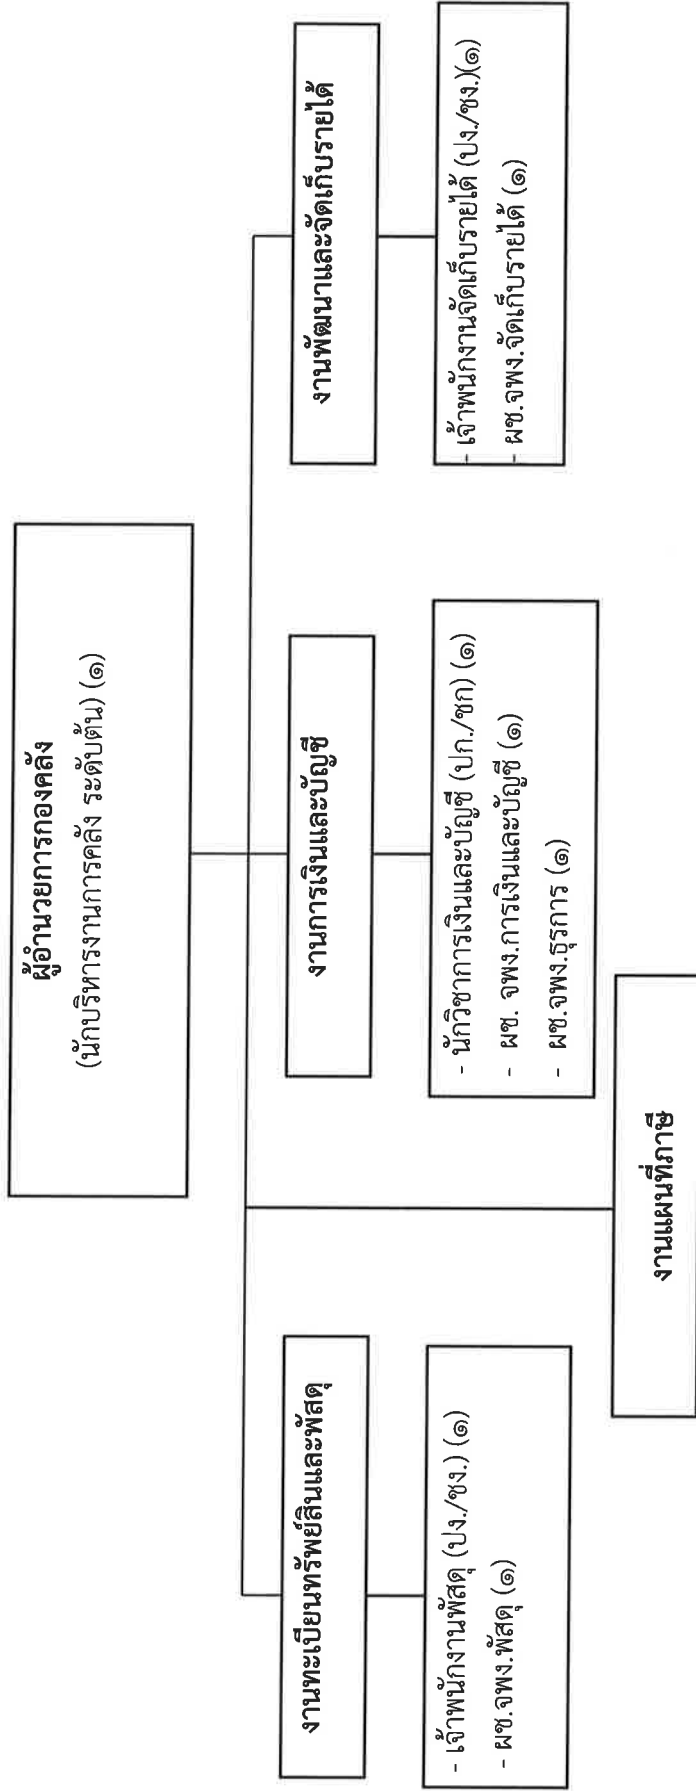 ผู้อำนวยการกองคลัง
(นักบริหารงานการคลัง ระดับต้น) (๑)
งานทะเบียนทรัพย์สินและพัสดุ
งานการเงินและบัญชี
งานพัฒนาและจัดเก็บรายได้
- เจ้าพนักงานพัสดุ (ปง./ชง.) (๑)
- ผช.จพง.พัสดุ (๑)
- นักวิชาการเงินและบัญชี (ปก./ชก) (๑)
- ผช. จพง.การเงินและบัญชี (๑)
- ผช.จพง.ธุรการ (๑)
- เจ้าพนักงานจัดเก็บรายได้ (ปง./ชง.)(๑)
- ผช.จพง.จัดเก็บรายได้ (๑)
งานแผนที่ภาษี